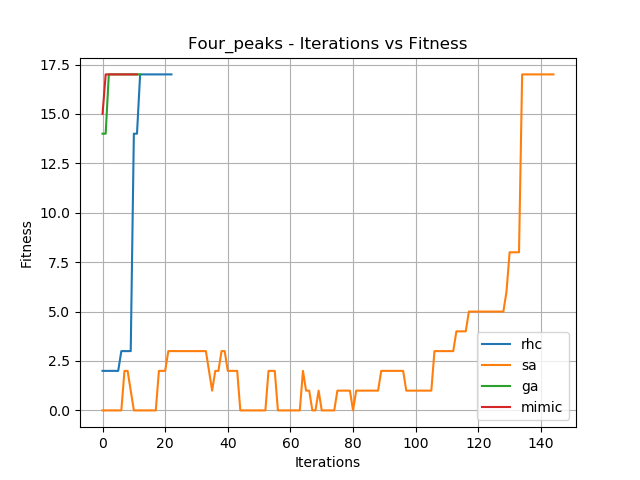 Four_peaks - Iterations vs Fitness
17.5
15.0
12.5
10.0
7.5
5.0
2.5
0.0
Fitness
0 20 40 60 80 100 120 140
Iterations
rhc
sa
ga
mimic